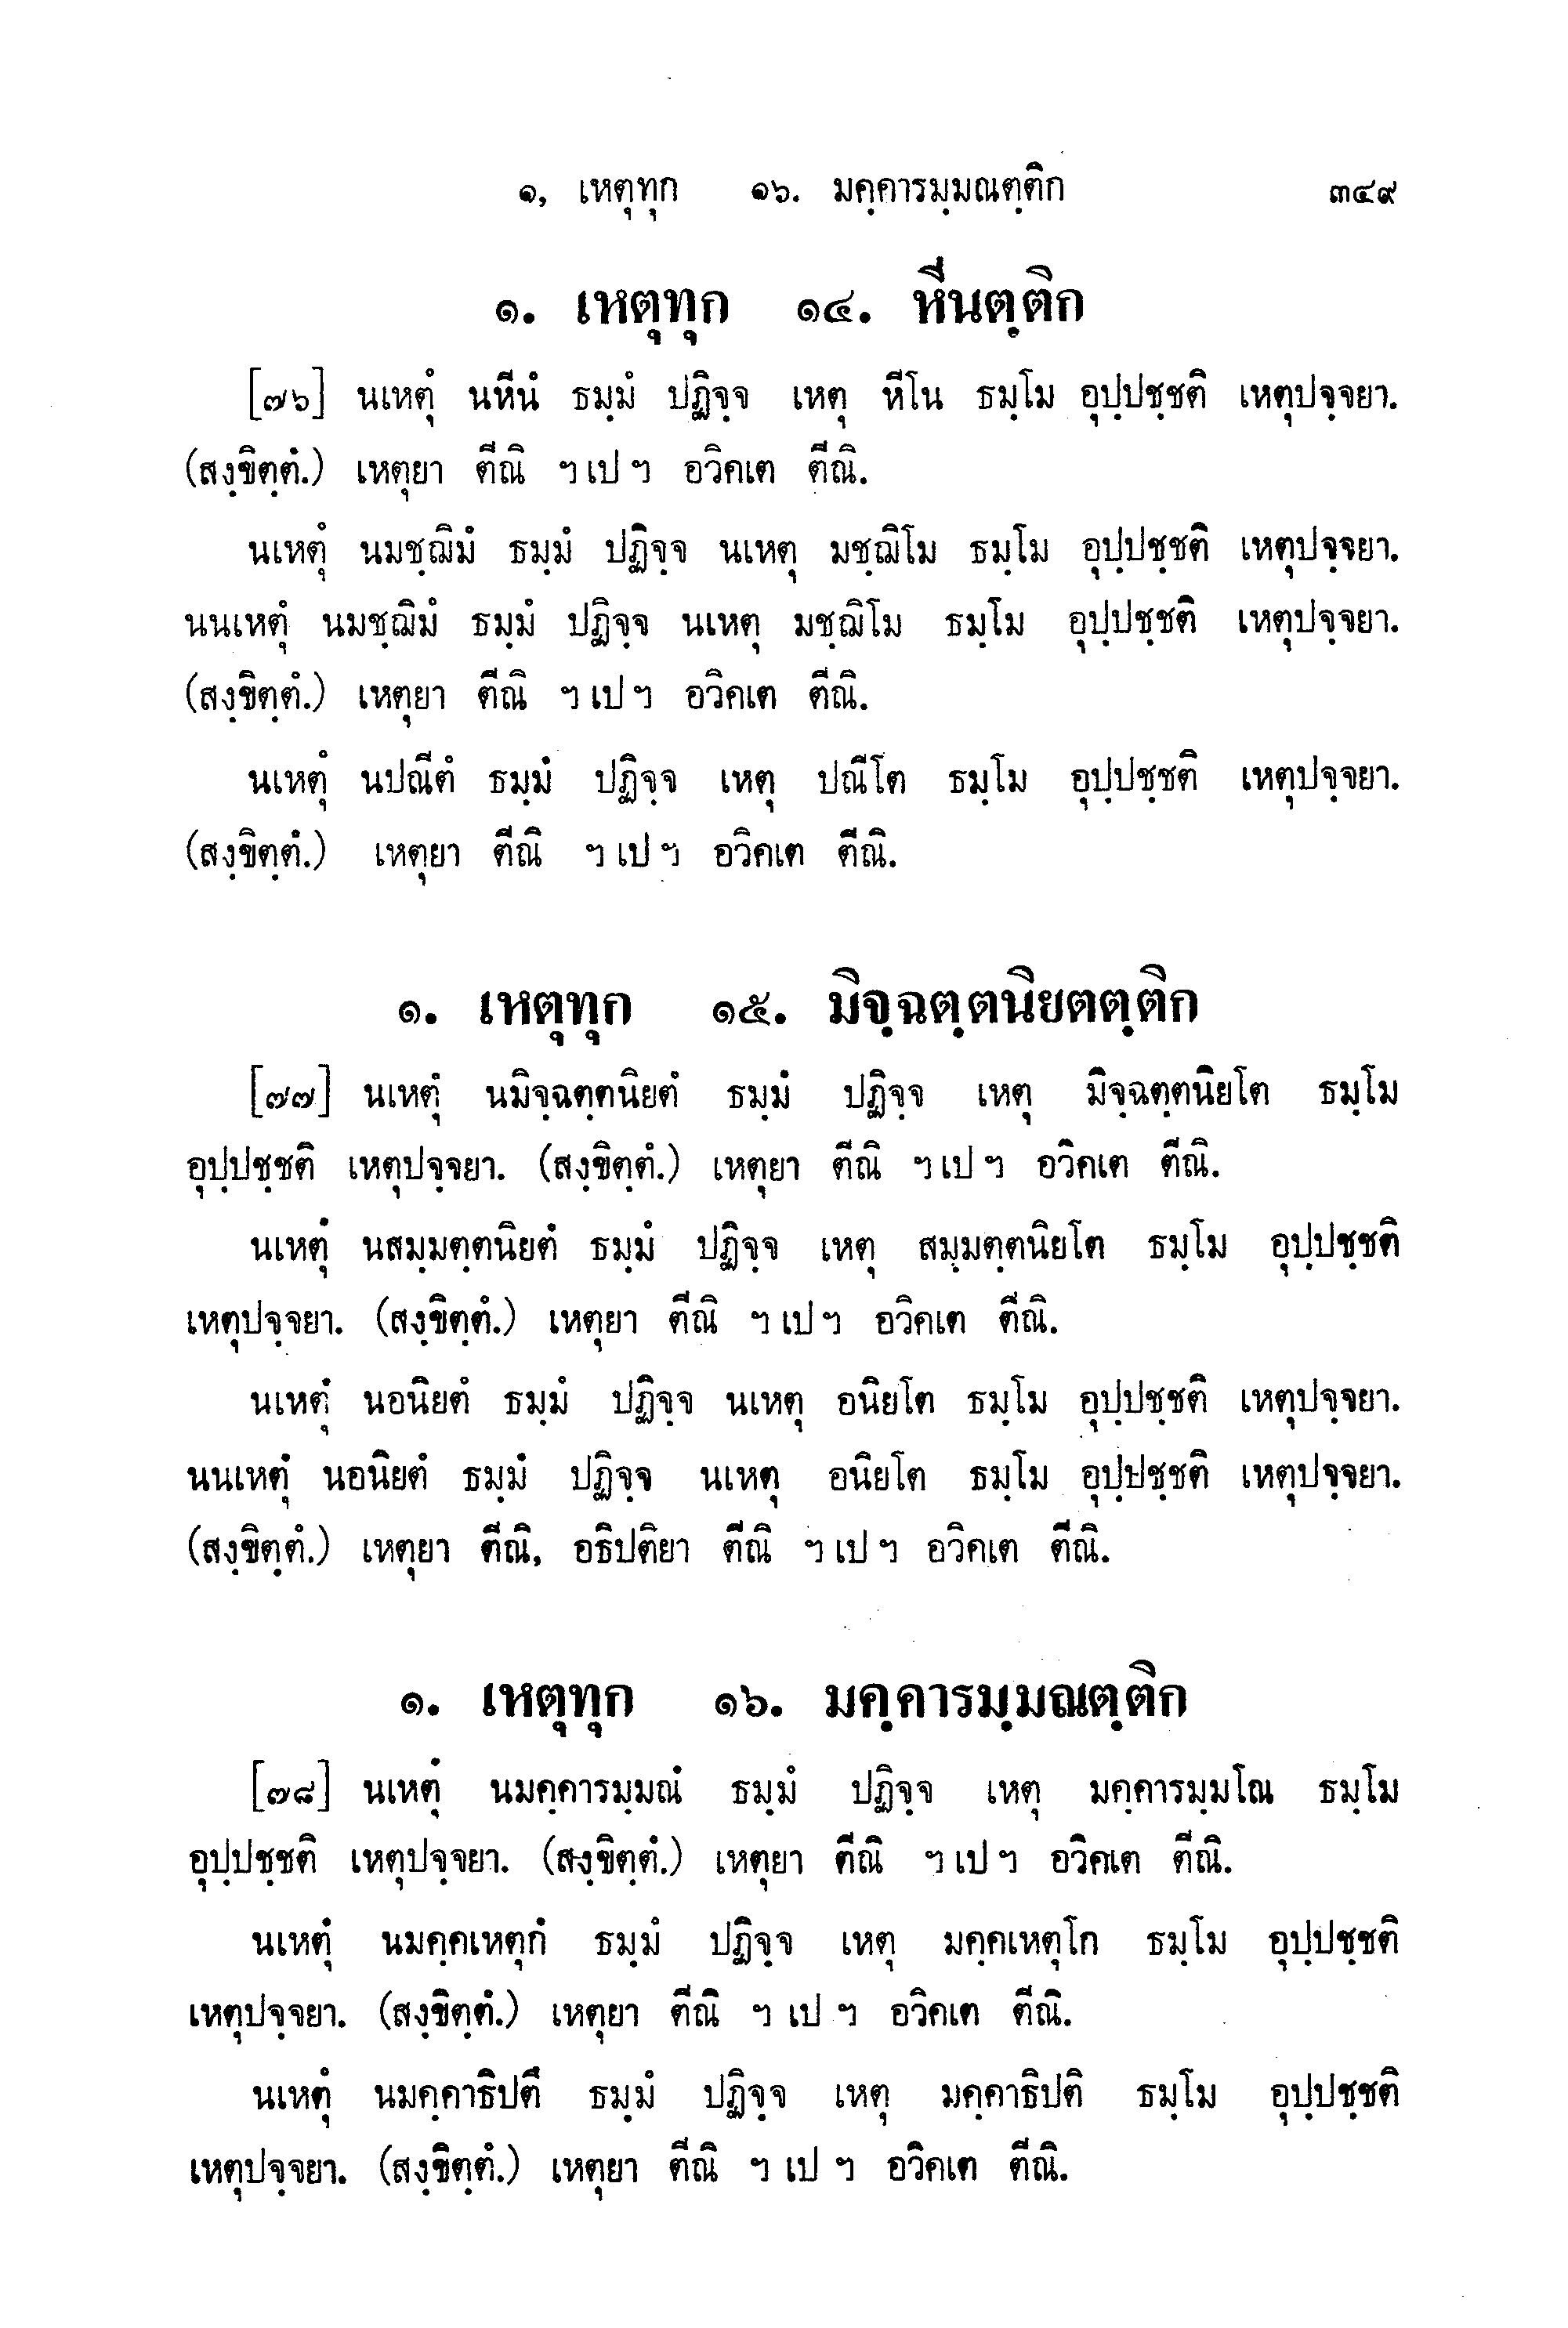 ๑, เหตุทุก ๑๖. มคฺคารมฺมณตฺติก ๓๔๙
๑. เหตุทุก ๑๔. หีนตฺติก
[๗๖] นเหตุํ นหีนํ ธมฺมํ ปฏิจฺจ เหตุ หีโน ธมฺโม อุปฺปชฺชติ เหตุปจฺจยา.
(สงฺขิตฺตํ.) เหตุยา ตีณิ ฯ เป ฯ อวิคเต ตีณิ.
นเหตุํ นมชฺฌิมํ ธมฺมํ ปฏิจฺจ นเหตุ มชฺฌิโม ธมฺโม อุปฺปชฺชติ เหตุปจฺจยา.
นนเหตุํ นมชฺฌิมํ ธมฺมํ ปฏิจฺจ นเหตุ มชฺฌิโม ธมฺโม อุปฺปชฺชติ เหตุปจฺจยา.
(สงฺขิตฺตํ.) เหตุยา ตีณิ ฯ เป ฯ อวิคเต ตีณิ.
นเหตุํ นปณีตํ ธมฺมํ ปฏิจฺจ เหตุ ปณีโต ธมฺโม อุปฺปชฺชติ เหตุปจฺจยา.
(สงฺขิตฺตํ.) เหตุยา ตีณิ ฯ เป ฯ อวิคเต ตีณิ.
๑. เหตุทุก ๑๕. มิจฺฉตฺตนิยตตฺติก
[๗๗] นเหตุํ นมิจฺฉตฺตนิยตํ ธมฺมํ ปฏิจฺจ เหตุ มิจฺฉตฺตนิยโต ธมฺโม
อุปฺปชฺชติ เหตุปจฺจยา. (สงฺขิตฺตํ.) เหตุยา ตีณิ ฯ เป ฯ อวิคเต ตีณิ.
นเหตุํ นสมฺมตฺตนิยตํ ธมฺมํ ปฏิจฺจ เหตุ สมฺมตฺตนิยโต ธมฺโม อุปฺปชฺชติ
เหตุปจฺจยา. (สงฺขิตฺตํ.) เหตุยา ตีณิ ฯ เป ฯ อวิคเต ตีณิ.
นเหตุํ นอนิยตํ ธมฺมํ ปฏิจฺจ นเหตุ อนิยโต ธมฺโม อุปฺปชฺชติ เหตุปจฺจยา.
นนเหตุํ นอนิยตํ ธมฺมํ ปฏิจฺจ นเหตุ อนิยโต ธมฺโม อุปฺปชฺชติ เหตุปจฺจยา.
(สงฺขิตฺตํ.) เหตุยา ตีณิ, อธิปติยา ตีณิ ฯ เป ฯ อวิคเต ตีณิ.
๑. เหตุทุก ๑๖. มคฺคารมฺมณตฺติก
[๗๘] นเหตุํ นมคฺคารมฺมณํ ธมฺมํ ปฏิจฺจ เหตุ มคฺคารมฺมโณ ธมฺโม
อุปฺปชฺชติ เหตุปจฺจยา. (สงฺขิตฺตํ.) เหตุยา ตีณิ ฯ เป ฯ อวิคเต ตีณิ.
นเหตุํ นมคฺคเหตุกํ ธมฺมํ ปฏิจฺจ เหตุ มคฺคเหตุโก ธมฺโม อุปฺปชฺชติ
เหตุปจฺจยา. (สงฺขิตฺตํ.) เหตุยา ตีณิ ฯ เป ฯ อวิคเต ตีณิ.
นเหตุํ นมคฺคาธิปตึ ธมฺมํ ปฏิจฺจ เหตุ มคฺคาธิปติ ธมฺโม อุปฺปชฺชติ
เหตุปจฺจยา. (สงฺขิตฺตํ.) เหตุยา ตีณิ ฯ เป ฯ อวิคเต ตีณิ.